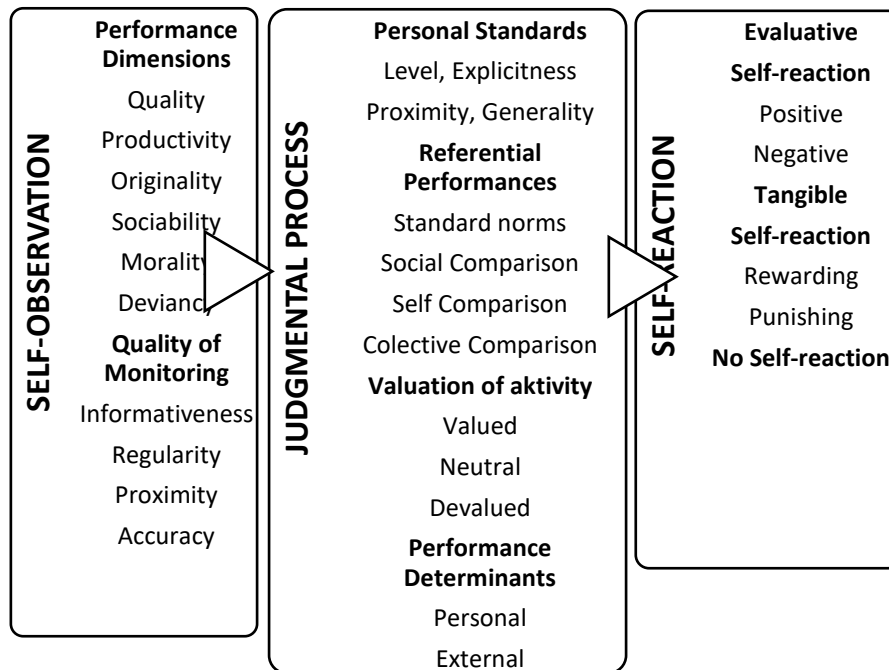 SELF-OBSERVATION
Performance
Dimensions
Quality
Productivity
Originality
Sociability
Morality
Deviancy
Quality of
Monitoring
Informativeness
Regularity
Proximity
Accuracy
JUDGMENTAL PROCESS
Personal Standards
Level, Explicitness
Proximity, Generality
Referential
Performances
Standard norms
Social Comparison
Self Comparison
Colective Comparison
Valuation of aktivity
Valued
Neutral
Devalued
Performance
Determinants
Personal
External
SELF-REACTION
Evaluative
Self-reaction
Positive
Negative
Tangible
Self-reaction
Rewarding
Punishing
No Self-reaction